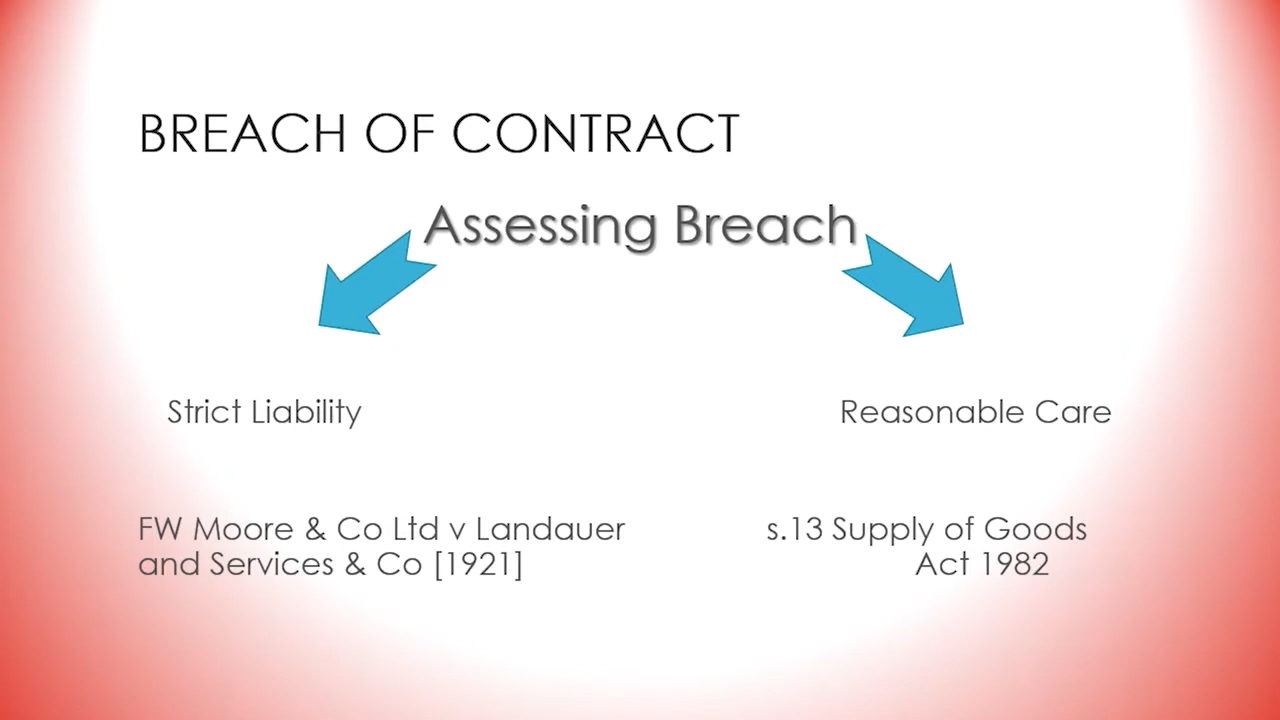 BREACH OF CONTRACT
Assessing Breach
Strict Liability
Reasonable Care
FW Moore & Co Ltd v Landauer
and Services & Co [1921]
s.13 Supply of Goods
Act 1982